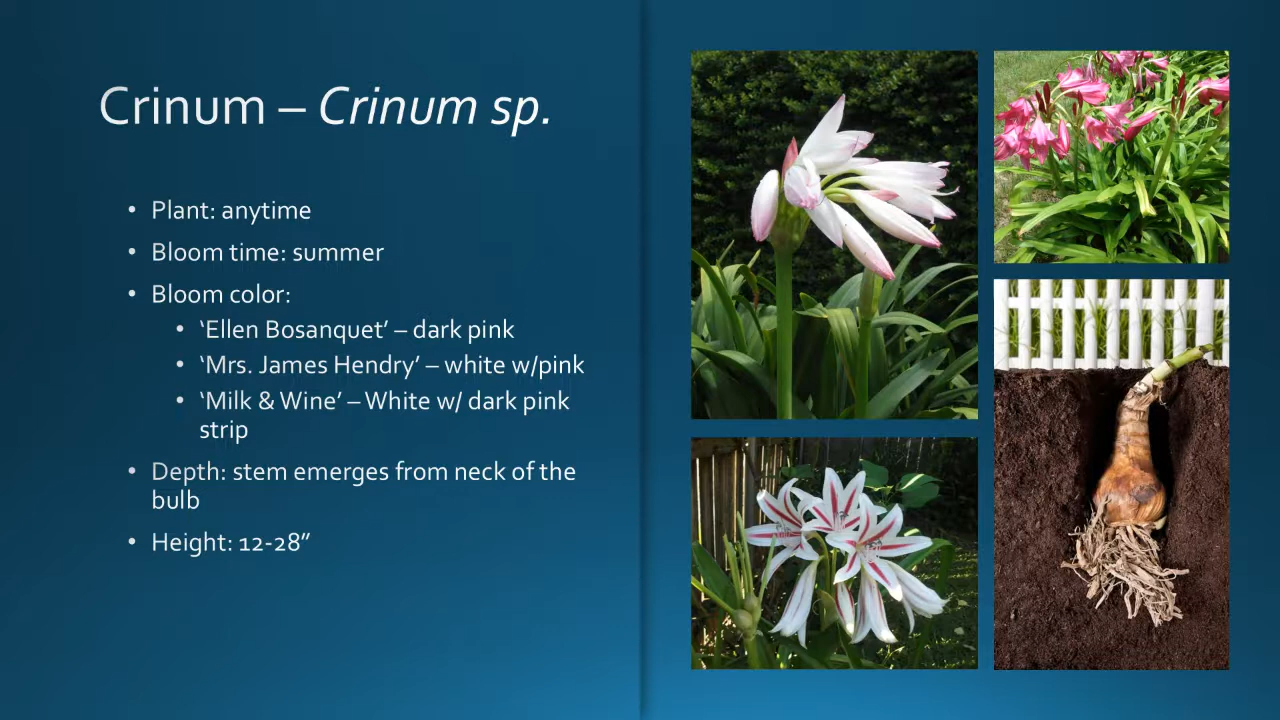 Crinum – Crinum sp.
• Plant: anytime
• Bloom time: summer
• Bloom color:
• ‘Ellen Bosanquet’ – dark pink
• ‘Mrs. James Hendry’ – white w/pink
• ‘Milk & Wine’ – White w/ dark pink
strip
• Depth: stem emerges from neck of the
bulb
• Height: 12-28”